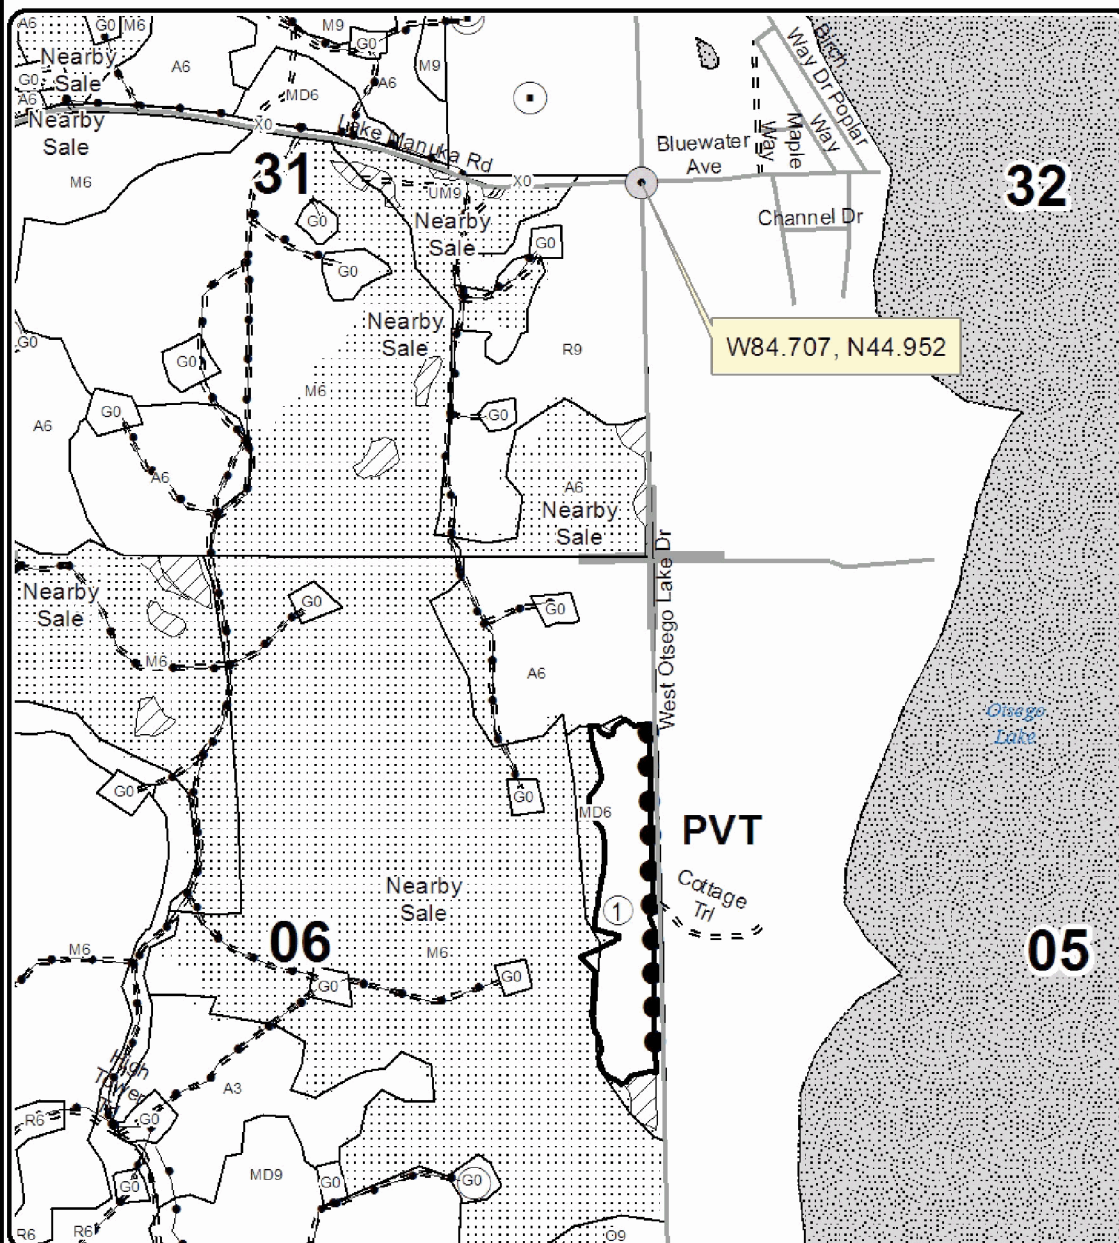 A6
G0
M6
M9
G0
Nearby
Sale
A6
M9
A6
G0
A6
MD6
Nearby
Sale
X0
Lake Manuka Rd
Birch
Way Dr
Poplar
Way
Maple
Way
Bluewater
Ave
31
32
M6
UM9
X0
G0
Nearby
Sale
Channel Dr
G0
G0
Nearby
Sale
G0
G0
R9
W84.707, N44.952
M6
G0
G0
A6
A6
A6
Nearby
Sale
West Otsego Lake Dr
Nearby
Sale
G0
G0
M6
A6
Otsego
Lake
G0
G0
MD6
PVT
Nearby
Sale
1
Cottage
Trl
06
M6
M6
05
G0
G0
High
Tower
A3
R6
G0
G0
MD9
G0
G0
R6
R6
O9